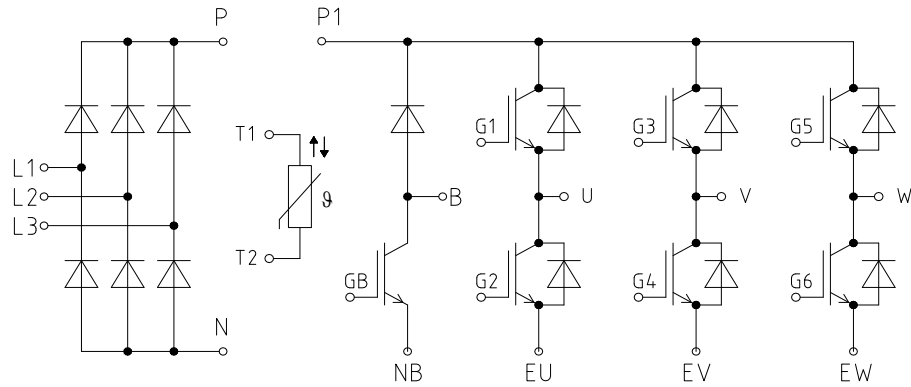 P P1
T1 G1 G3 G5
L1
L2 B U V W
L3 ϑ
T2 GB G2 G4 G6
N
NB EU EV EW